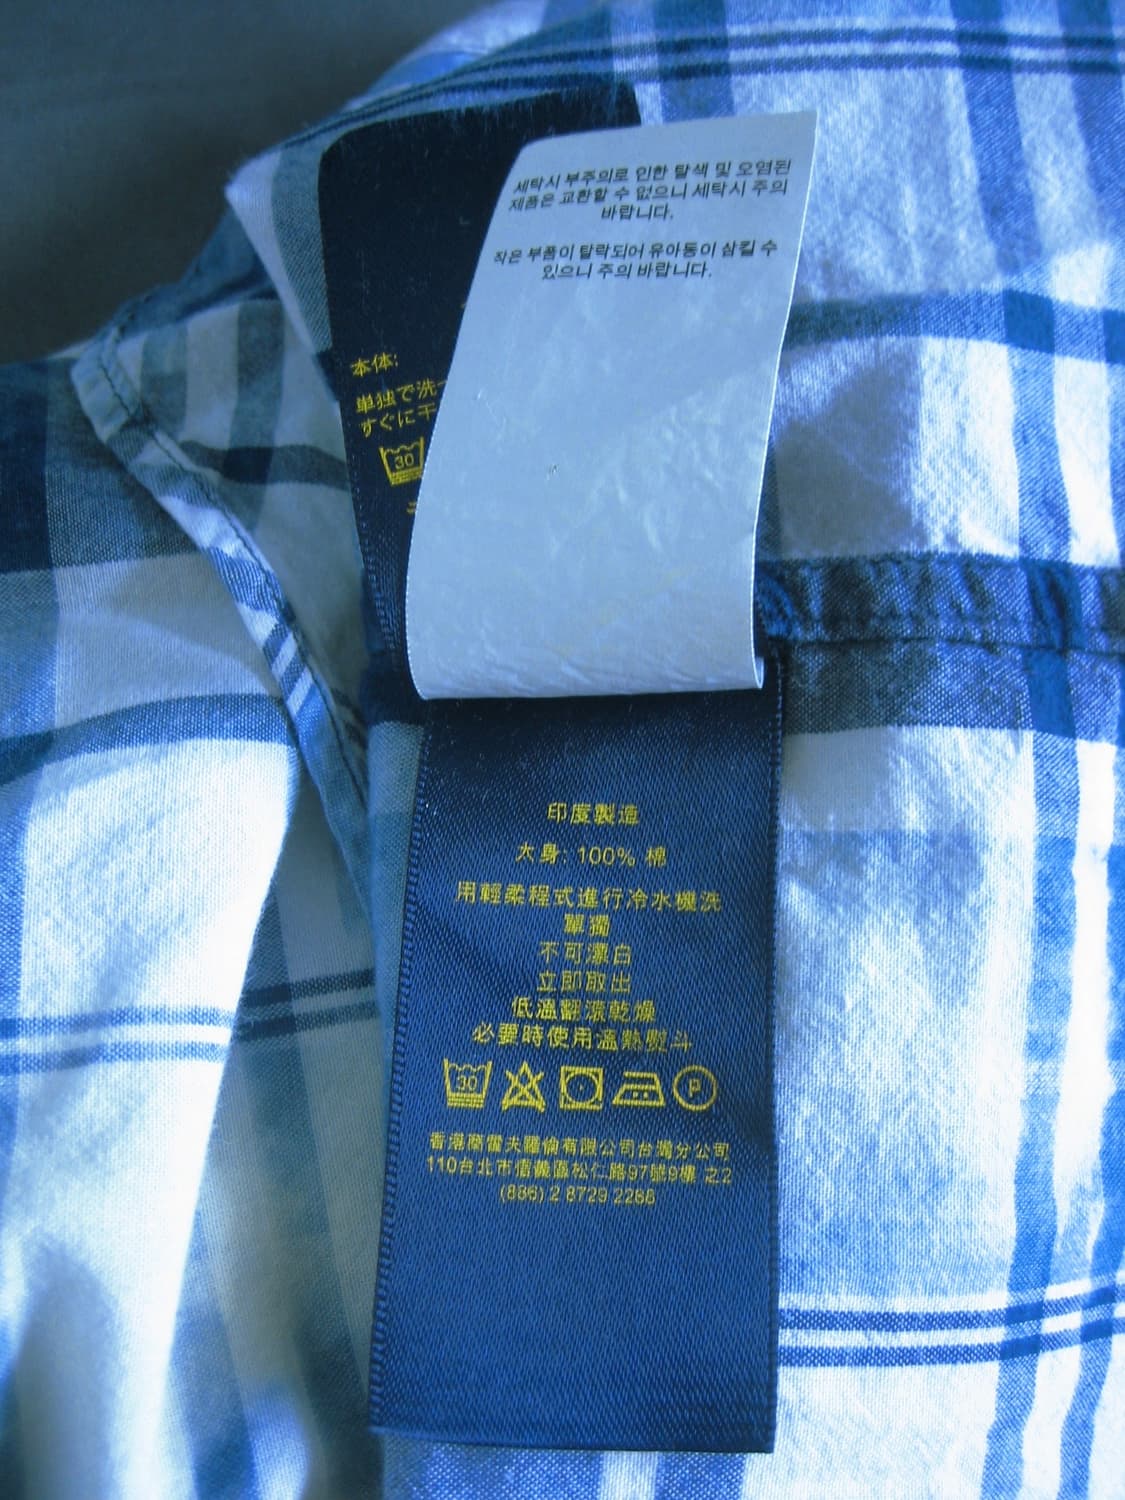 세탁시 부주의로 인한 탈색 및 오염된
제품은 교환할 수 없으니 세탁시 주의
바랍니다.
작은 부품이 탈락되어 유아동이 삼킬 수
있으니 주의 바랍니다.
本体:
単独で洗
すぐに干
30
印度製造
大身: 100% 棉
用輕柔程式進行冷水機洗
單獨
不可漂白
立即取出
低溫翻滾乾燥
必要時使用溫熱熨斗
30 P
香港商雷夫羅倫有限公司台灣分公司
110台北市信義區松仁路97號9樓 之2
(886) 2 8729 2288